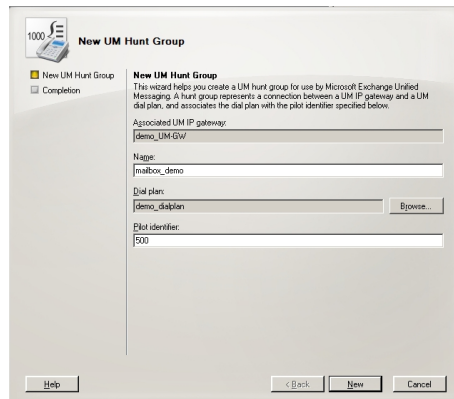 1000
New UM Hunt Group
New UM Hunt Group
Completion
New UM Hunt Group
This wizard helps you create a UM hunt group for use by Microsoft Exchange Unified
Messaging. A hunt group represents a connection between a UM IP gateway and a UM
dial plan, and associates the dial plan with the pilot identifier specified below.
Associated UM IP gateway:
demo_UM-GW
Name:
mailbox_demo
Dial plan:
demo_dialplan
Browse...
Pilot identifier:
500
Help
< Back
New
Cancel